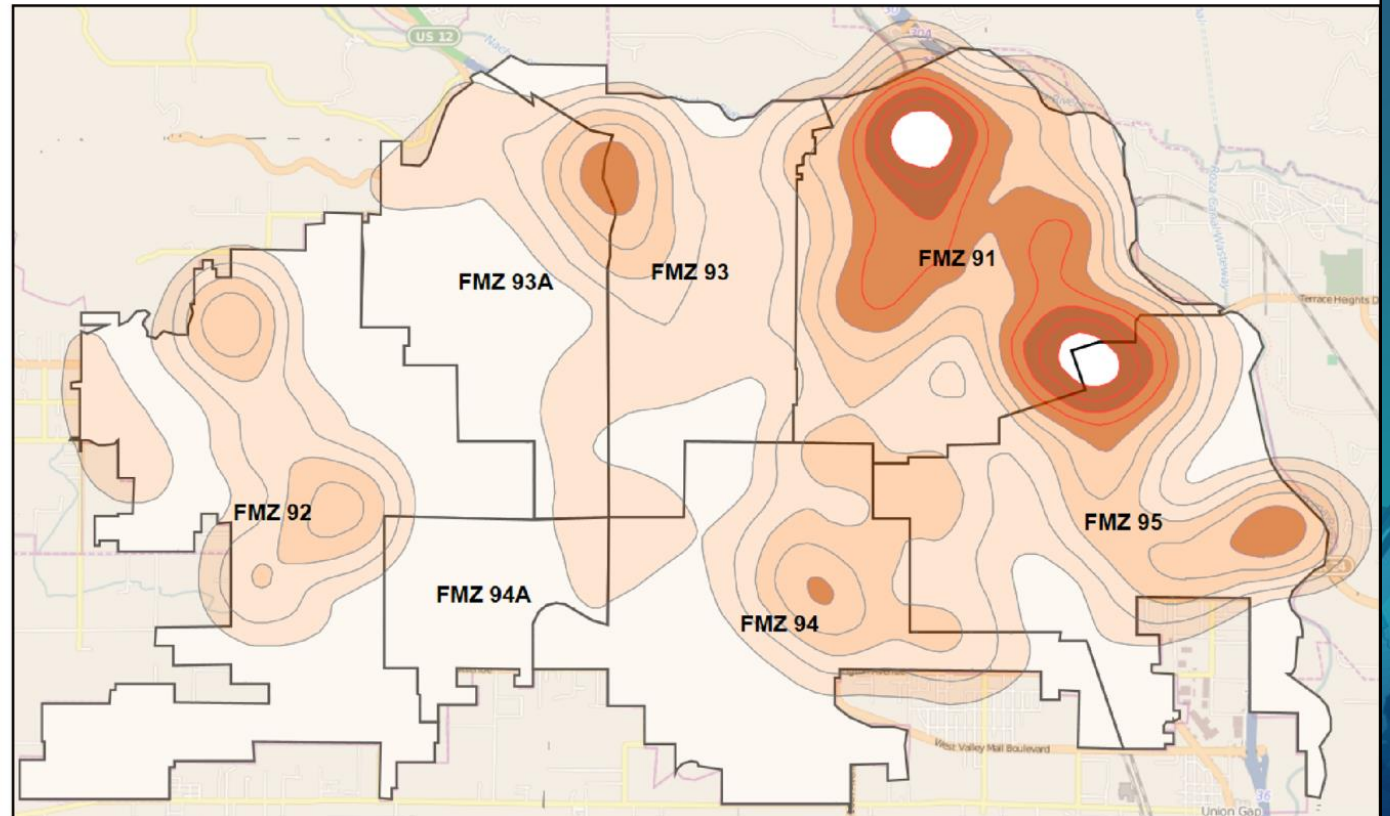 US 12
FMZ 93A
FMZ 93
FMZ 91
Terrace Heights D
FMZ 92
FMZ 95
FMZ 94A
FMZ 94
West Valley Mall Boulevard
36
Union Gap